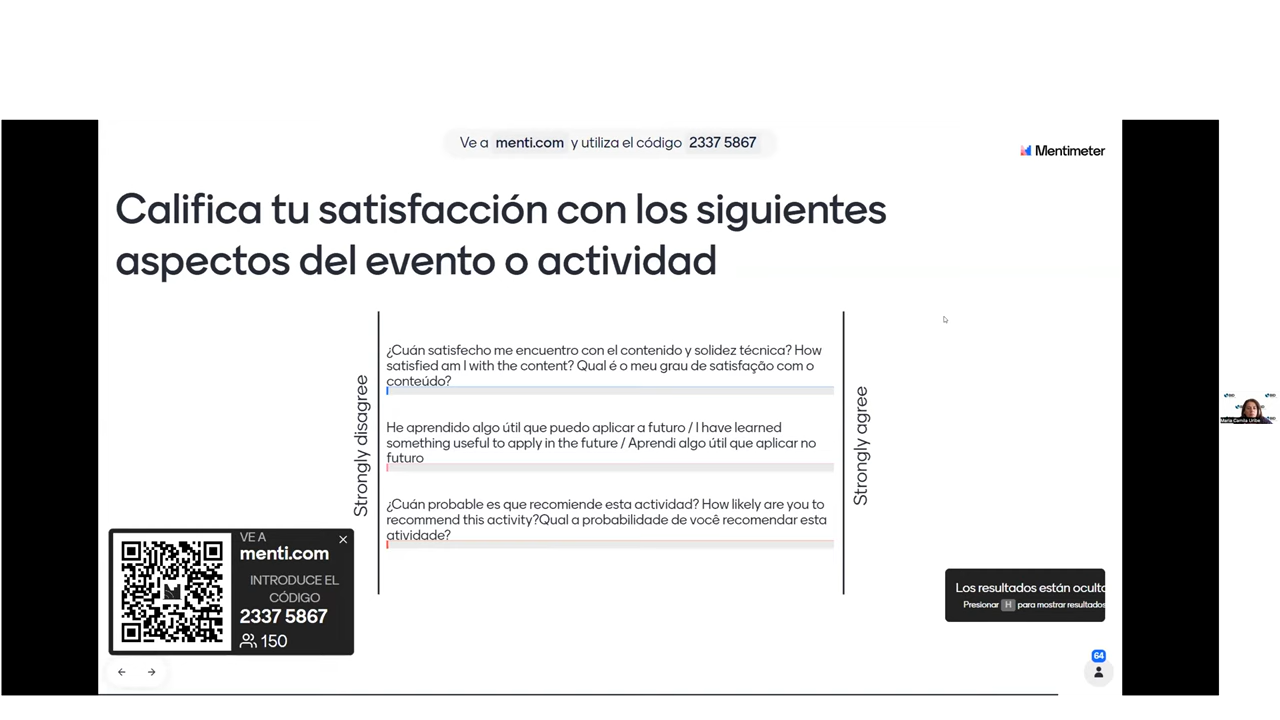 Ve a menti.com y utiliza el código 2337 5867
Mentimeter
Califica tu satisfacción con los siguientes
aspectos del evento o actividad
Strongly disagree
¿Cuán satisfecho me encuentro con el contenido y solidez técnica? How
satisfied am I with the content? Qual é o meu grau de satisfação com o
conteúdo?
He aprendido algo útil que puedo aplicar a futuro / I have learned
something useful to apply in the future / Aprendi algo útil que aplicar no
futuro
¿Cuán probable es que recomiende esta actividad? How likely are you to
recommend this activity?Qual a probabilidade de você recomendar esta
atividade?
Strongly agree
VE A
menti.com
INTRODUCE EL
CÓDIGO
2337 5867
150
Los resultados están oculto
Presionar H para mostrar resultados
64
Maria Camila Uribe